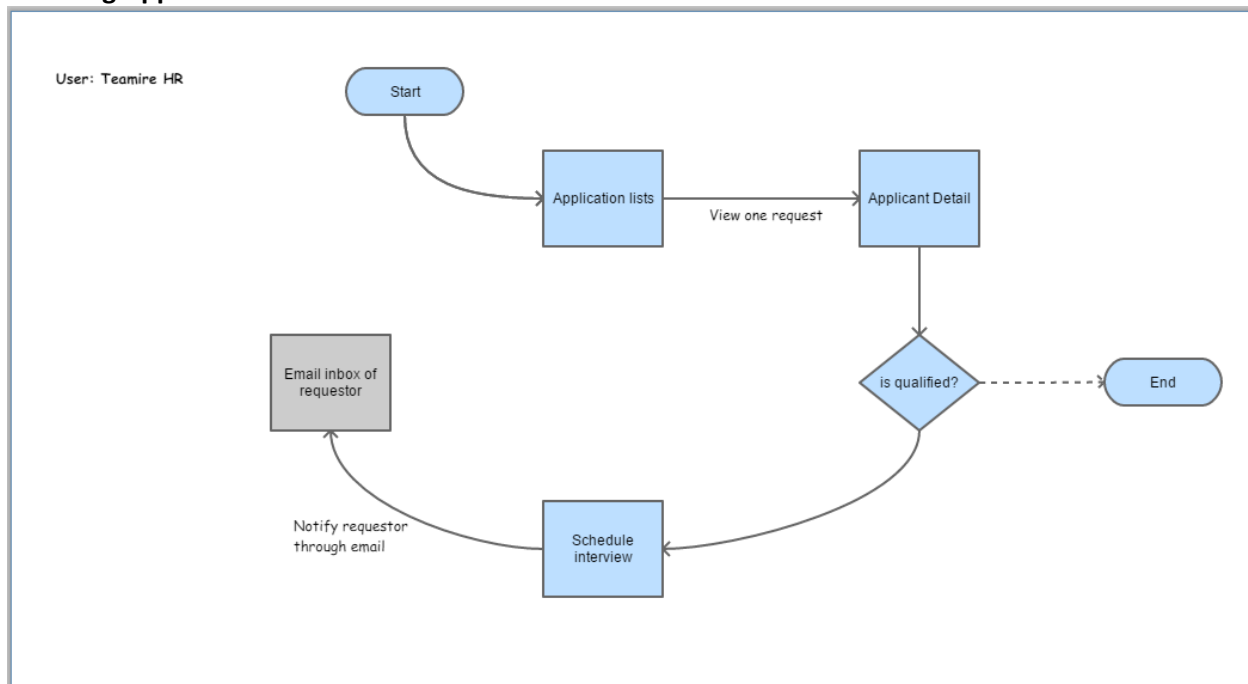 User: Teamire HR
Start
Application lists
View one request
Applicant Detail
is qualified?
End
Email inbox of
requestor
Notify requestor
through email
Schedule
interview